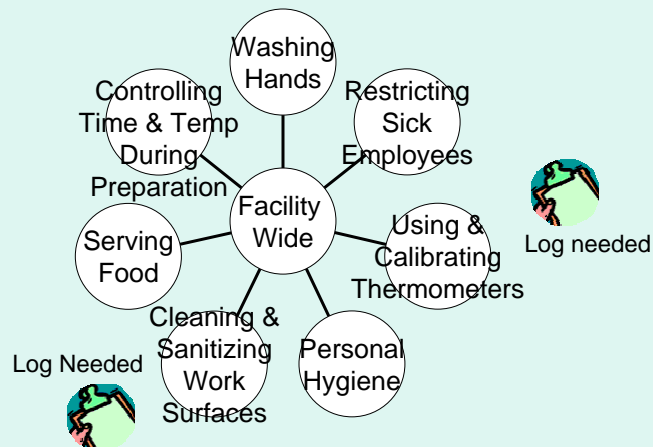 Washing
Hands
Restricting
Sick
Employees
Controlling
Time & Temp
During
Preparation
Facility
Wide
Using &
Calibrating
Thermometers
Log needed
Serving
Food
Cleaning &
Sanitizing
Work
Surfaces
Personal
Hygiene
Log Needed